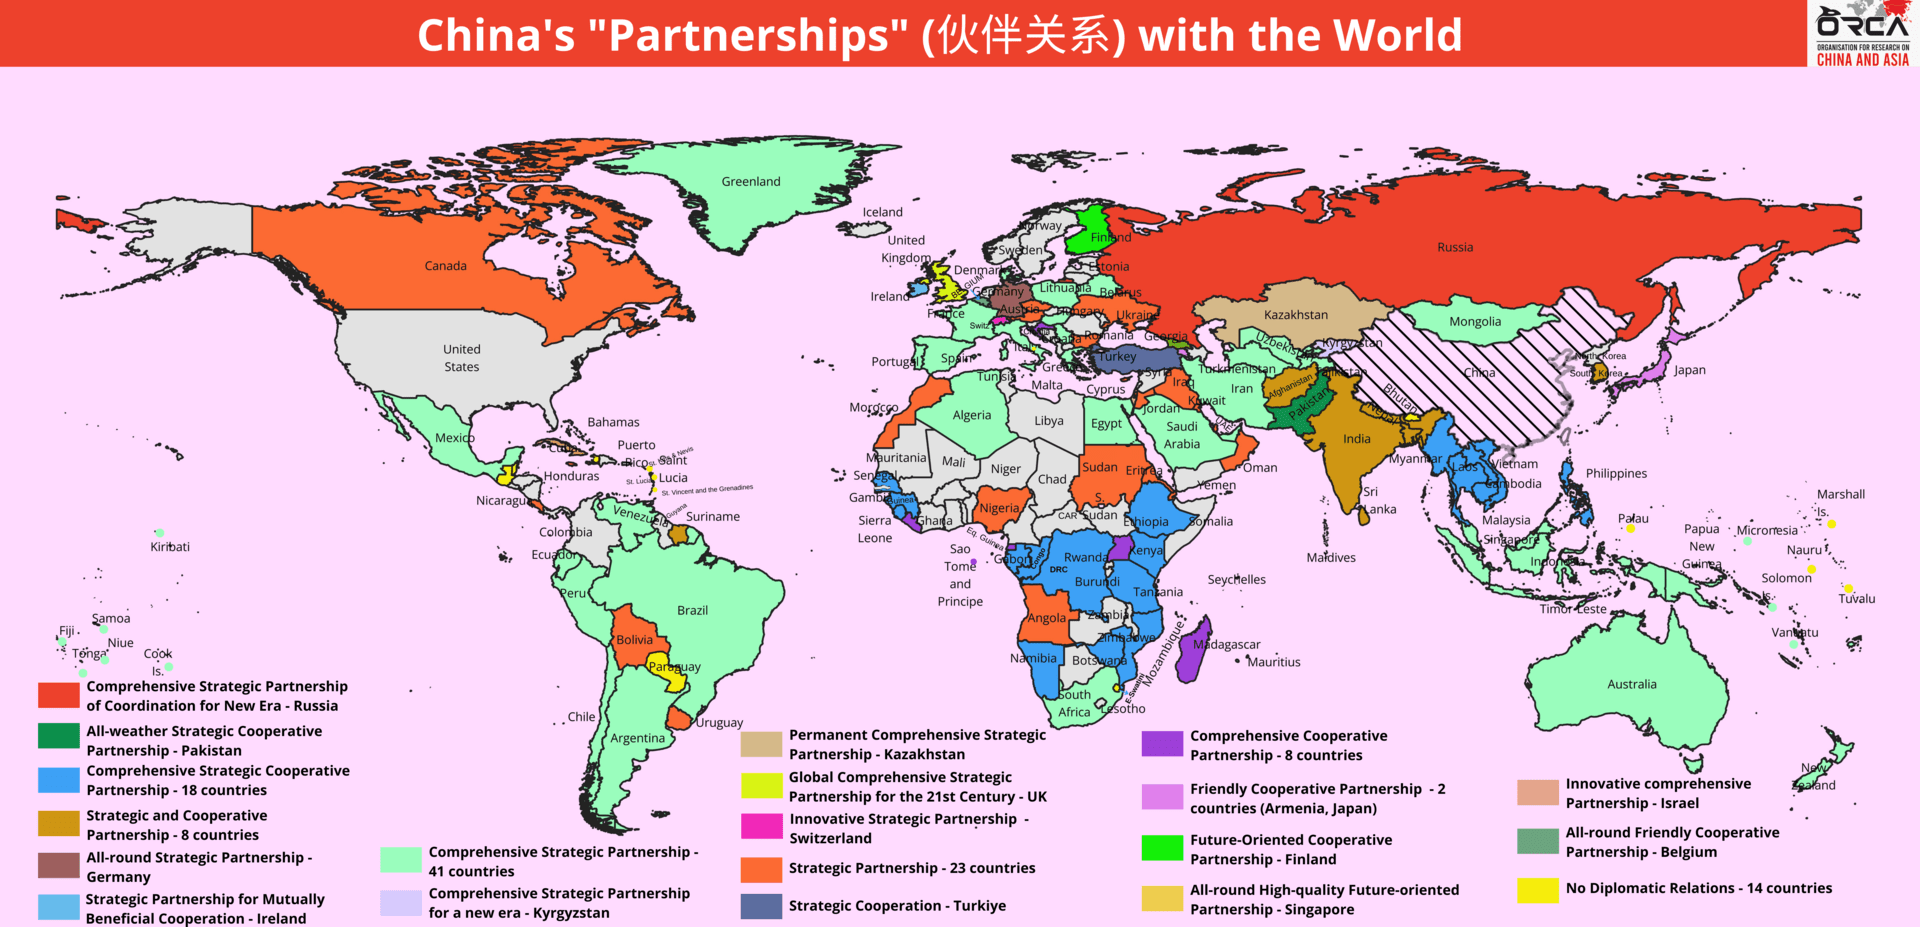 China's "Partnerships" (伙伴关系) with the World
ORCA
ORGANISATION FOR RESEARCH ON
CHINA AND ASIA
Greenland
Iceland
Norway
Sweden
Finland
Russia
Canada
United
Kingdom
Denmark
Estonia
Ireland
BELGIUM
Germany
Lithuania
Belarus
France
Austria
Hungary
Ukraine
Kazakhstan
Mongolia
United
States
Switz.
Croatia
Romania
Georgia
Uzbekistan
Kyrgyzstan
Portugal
Spain
Italy
Greece
Turkey
Turkmenistan
Tajikistan
China
North Korea
South Korea
Japan
Tunisia
Malta
Cyprus
Syria
Iraq
Iran
Afghanistan
Pakistan
Bhutan
Nepal
Morocco
Algeria
Libya
Egypt
Jordan
Kuwait
Saudi
Arabia
UAE
India
Mexico
Bahamas
Cuba
Puerto
Rico
St. Kitts & Nevis
Saint
Lucia
St. Lucia
St. Vincent and the Grenadines
Honduras
Nicaragua
Mauritania
Mali
Niger
Chad
Sudan
Eritrea
Oman
Yemen
Myanmar
Laos
Vietnam
Cambodia
Philippines
Senegal
Gambia
Guinea
Sierra
Leone
Ghana
Nigeria
CAR
S.
Sudan
Ethiopia
Somalia
Sri
Lanka
Maldives
Malaysia
Singapore
Indonesia
Palau
Marshall
Is.
Micronesia
Papua
New
Guinea
Nauru
Solomon
Is.
Tuvalu
Timor-Leste
Vanuatu
Venezuela
Guyana
Suriname
Colombia
Ecuador
Peru
Brazil
Bolivia
Paraguay
Chile
Argentina
Uruguay
Kiribati
Samoa
Fiji
Niue
Tonga
Cook
Is.
Eq. Guinea
Sao
Tome
and
Principe
Gabon
Congo
DRC
Rwanda
Burundi
Kenya
Tanzania
Seychelles
Angola
Zambia
Zimbabwe
Mozambique
Madagascar
Mauritius
Namibia
Botswana
South
Africa
Lesotho
E-Swatini
Australia
New
Zealand
Comprehensive Strategic Partnership
of Coordination for New Era - Russia
All-weather Strategic Cooperative
Partnership - Pakistan
Comprehensive Strategic Cooperative
Partnership - 18 countries
Strategic and Cooperative
Partnership - 8 countries
All-round Strategic Partnership -
Germany
Strategic Partnership for Mutually
Beneficial Cooperation - Ireland
Comprehensive Strategic Partnership -
41 countries
Comprehensive Strategic Partnership
for a new era - Kyrgyzstan
Permanent Comprehensive Strategic
Partnership - Kazakhstan
Global Comprehensive Strategic
Partnership for the 21st Century - UK
Innovative Strategic Partnership -
Switzerland
Strategic Partnership - 23 countries
Strategic Cooperation - Turkiye
Comprehensive Cooperative
Partnership - 8 countries
Friendly Cooperative Partnership - 2
countries (Armenia, Japan)
Future-Oriented Cooperative
Partnership - Finland
All-round High-quality Future-oriented
Partnership - Singapore
Innovative comprehensive
Partnership - Israel
All-round Friendly Cooperative
Partnership - Belgium
No Diplomatic Relations - 14 countries